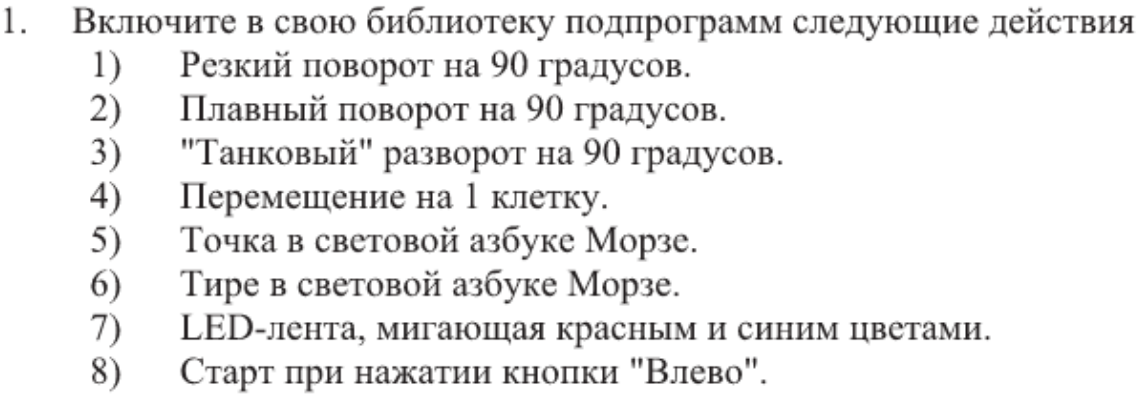 1. Включите в свою библиотеку подпрограмм следующие действия
1) Резкий поворот на 90 градусов.
2) Плавный поворот на 90 градусов.
3) "Танковый" разворот на 90 градусов.
4) Перемещение на 1 клетку.
5) Точка в световой азбуке Морзе.
6) Тире в световой азбуке Морзе.
7) LED-лента, мигающая красным и синим цветами.
8) Старт при нажатии кнопки "Влево".